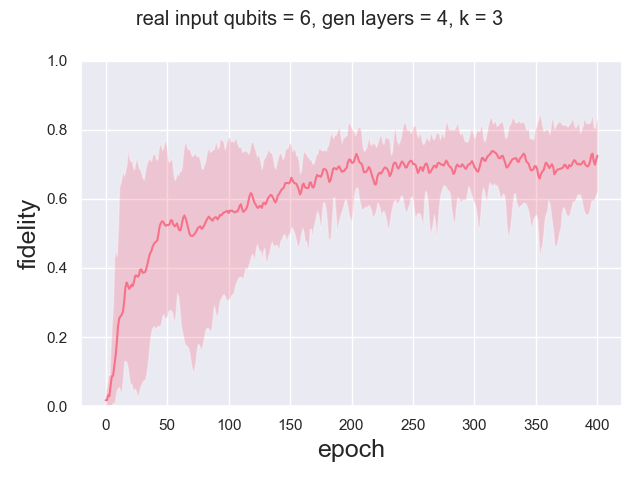 real input qubits = 6, gen layers = 4, k = 3
1.0
0.8
0.6
0.4
0.2
0.0
fidelity
0 50 100 150 200 250 300 350 400
epoch